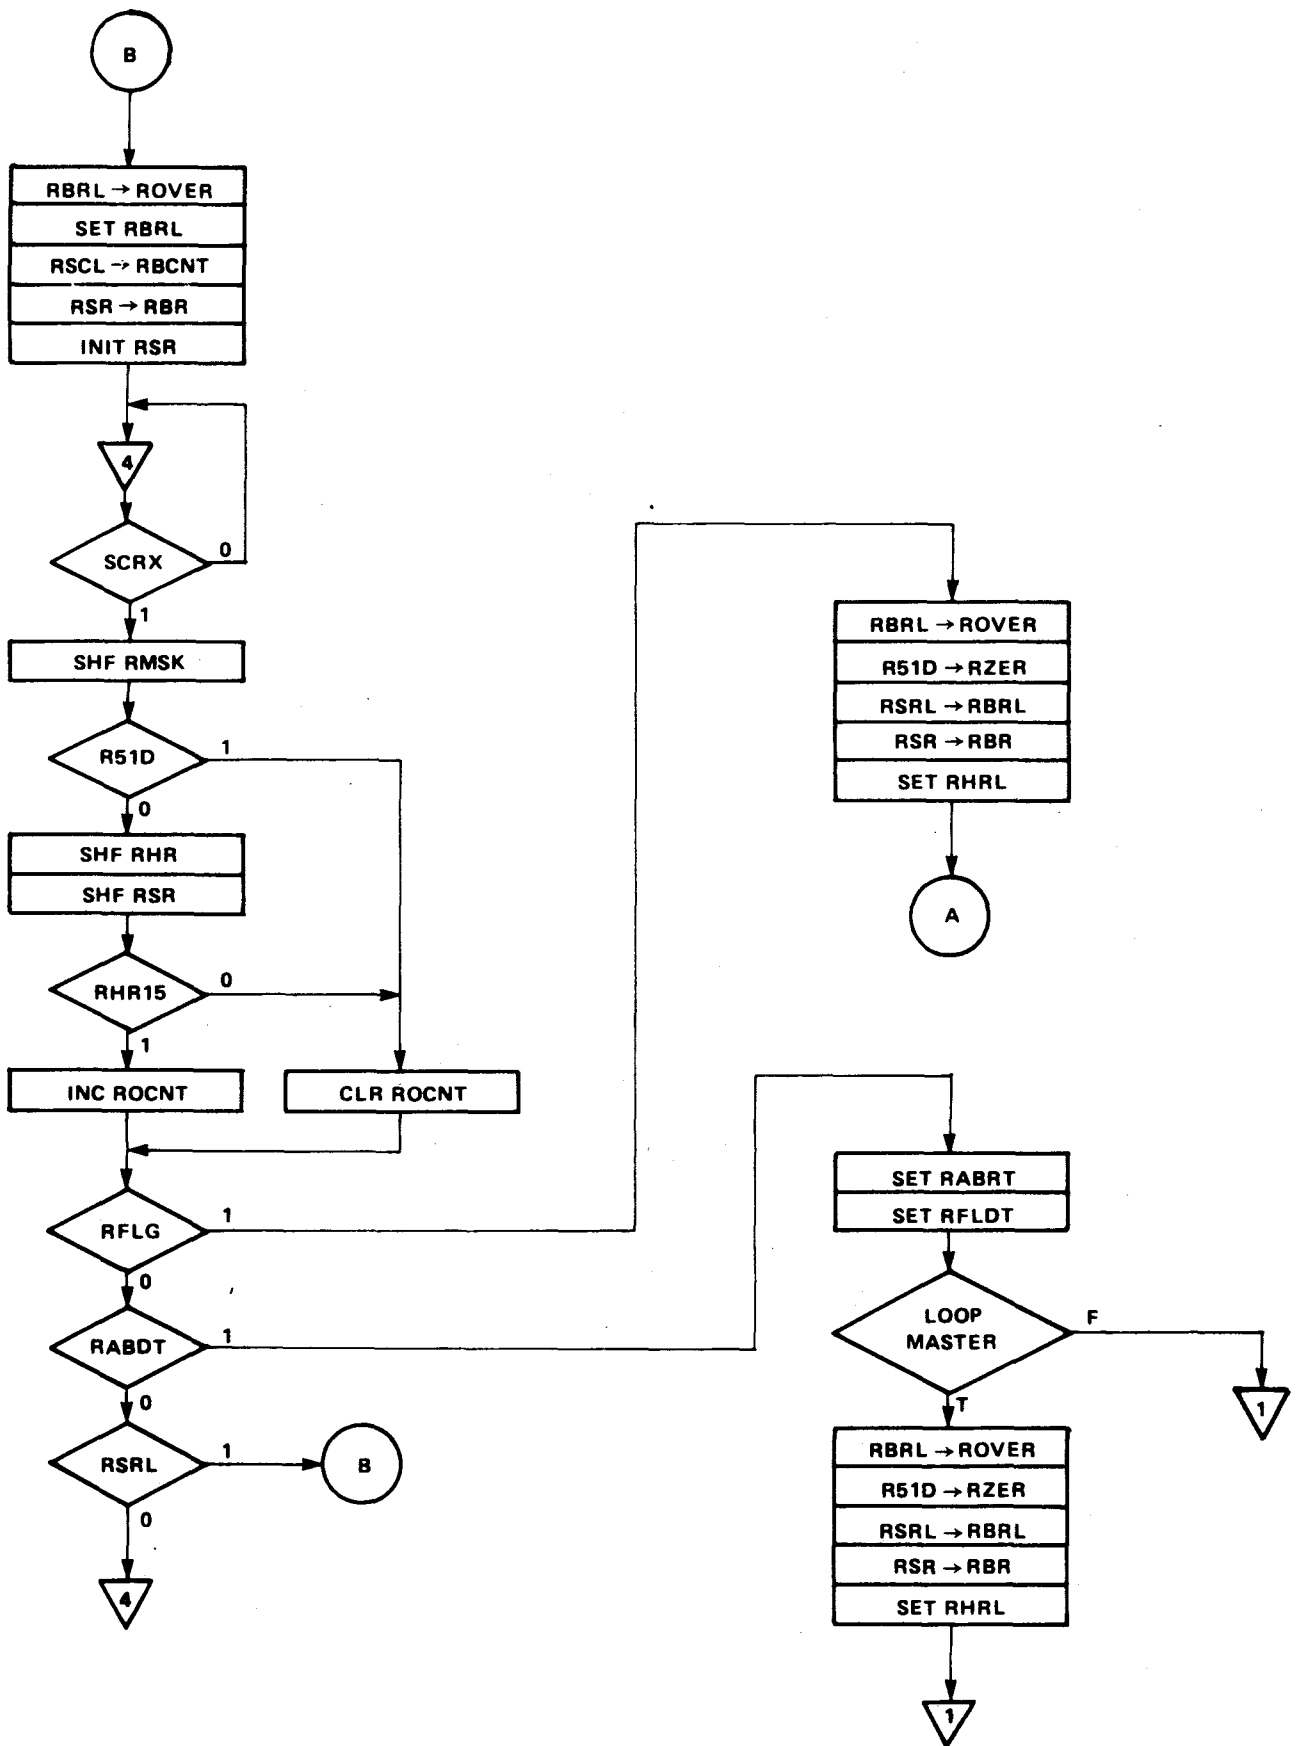 B
RBRL → ROVER
SET RBRL
RSCL → RBCNT
RSR → RBR
INIT RSR
4
SCRX
0
1
SHF RMSK
R51D
1
0
SHF RHR
SHF RSR
RHR15
0
1
INC ROCNT
CLR ROCNT
RFLG
1
0
RABDT
1
0
RSRL
1
B
0
4
RBRL → ROVER
R51D → RZER
RSRL → RBRL
RSR → RBR
SET RHRL
A
SET RABRT
SET RFLDT
LOOP
MASTER
F
1
T
RBRL → ROVER
R51D → RZER
RSRL → RBRL
RSR → RBR
SET RHRL
1